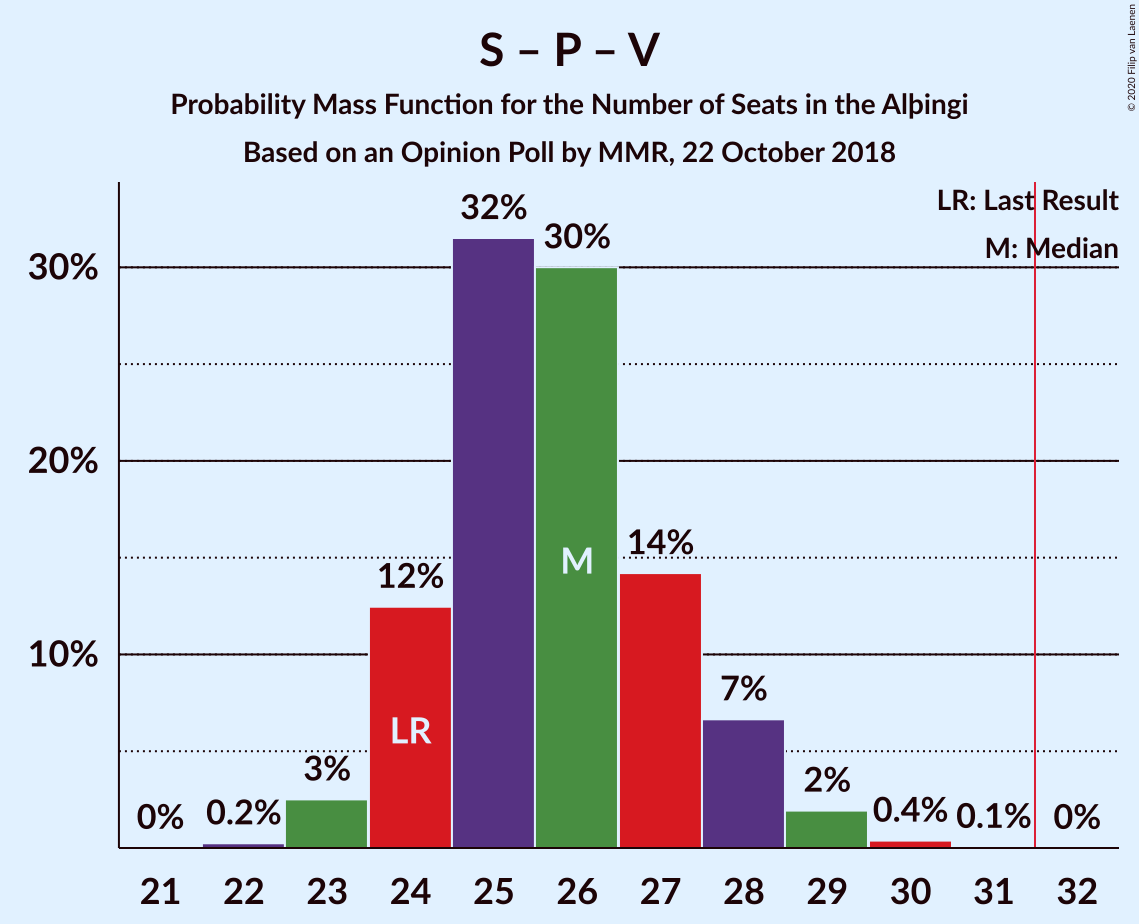 S – P – V
Probability Mass Function for the Number of Seats in the Alþingi
Based on an Opinion Poll by MMR, 22 October 2018
© 2020 Filip van Laenen
LR: Last Result
M: Median
32%
30%
30%
20%
14%
12%
M
10%
7%
LR
3%
2%
0%
0.2%
0.4%
0.1%
0%
21 22 23 24 25 26 27 28 29 30 31 32